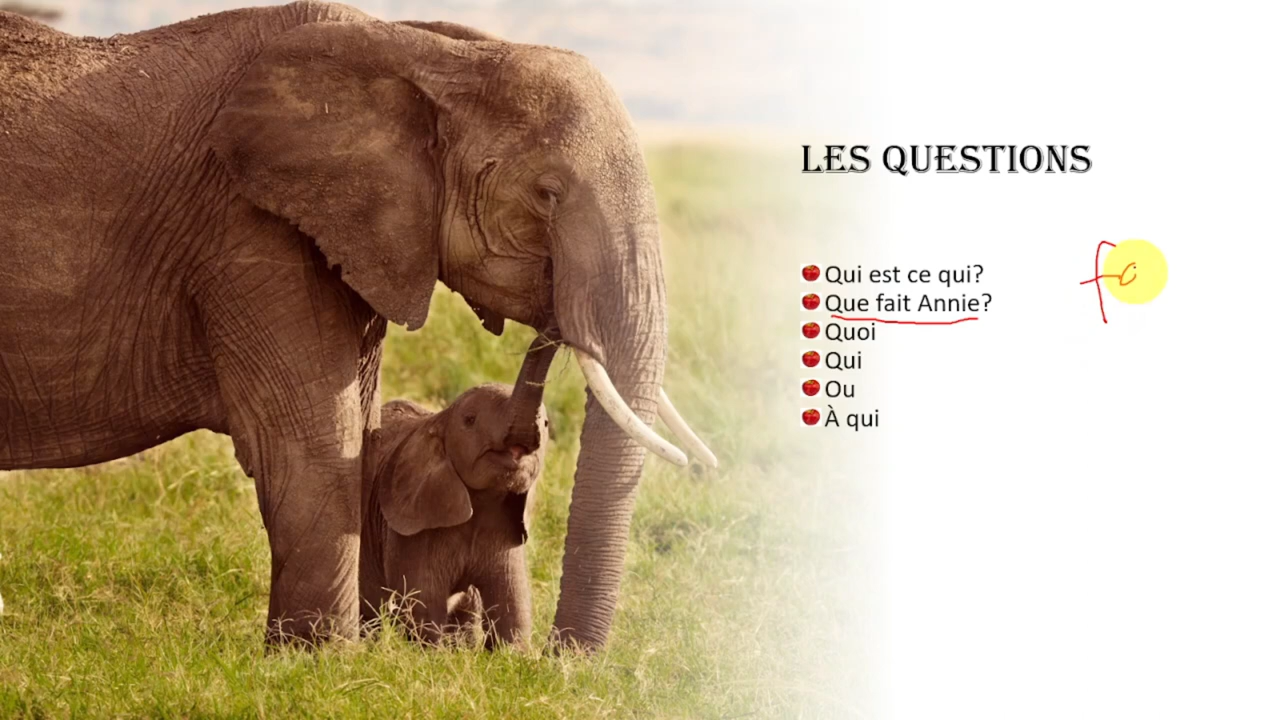 LES QUESTIONS
Qui est ce qui?
Que fait Annie?
Quoi
Qui
Ou
À qui